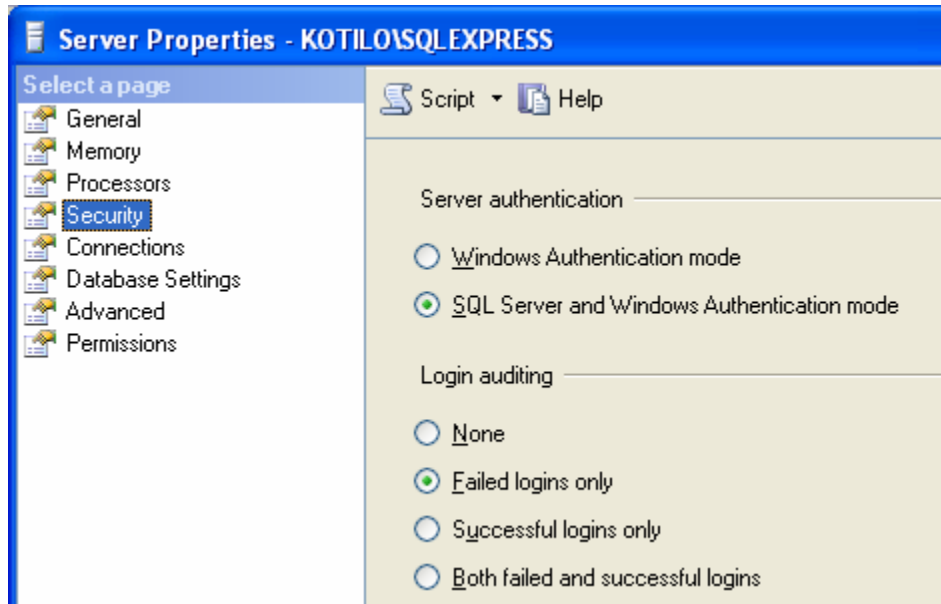 Server Properties - KOTILO\SQLEXPRESS
Select a page
General
Memory
Processors
Security
Connections
Database Settings
Advanced
Permissions
Script Help
Server authentication
Windows Authentication mode
SQL Server and Windows Authentication mode
Login auditing
None
Failed logins only
Successful logins only
Both failed and successful logins